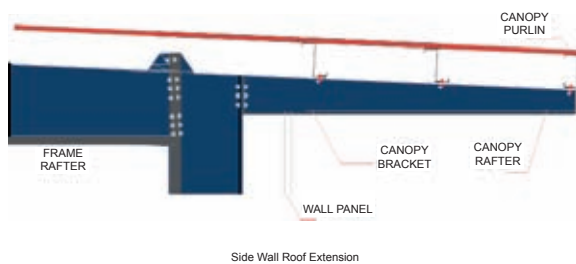 CANOPY
PURLIN
FRAME
RAFTER
CANOPY
BRACKET
CANOPY
RAFTER
WALL PANEL
Side Wall Roof Extension